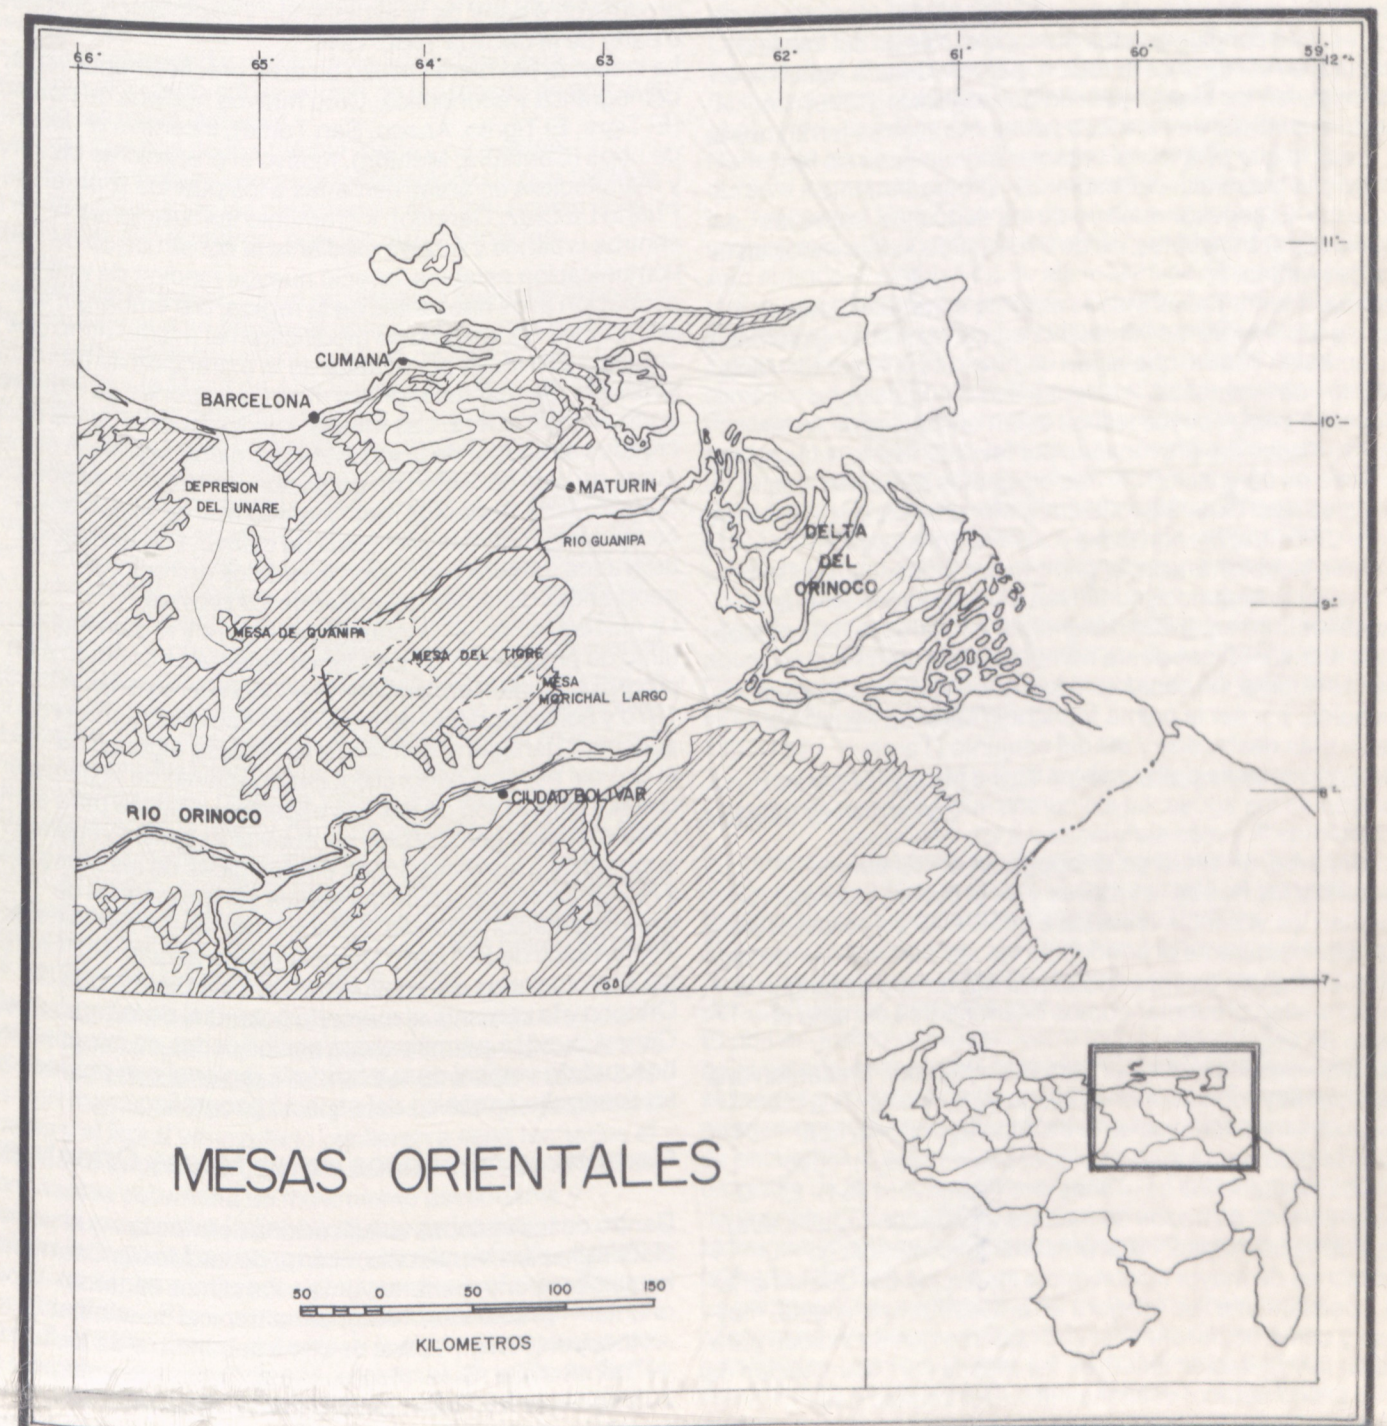 66° 65° 64° 63 62° 61° 60° 59°
12°
11°
CUMANA
BARCELONA
10°
DEPRESION
DEL UNARE
MATURIN
RIO GUANIPA
DELTA
DEL
ORINOCO
9°
MESA DE GUANIPA
MESA DEL TIGRE
MESA
MORICHAL LARGO
8°
CIUDAD BOLIVAR
RIO ORINOCO
7
MESAS ORIENTALES
50 0 50 100 150
KILOMETROS